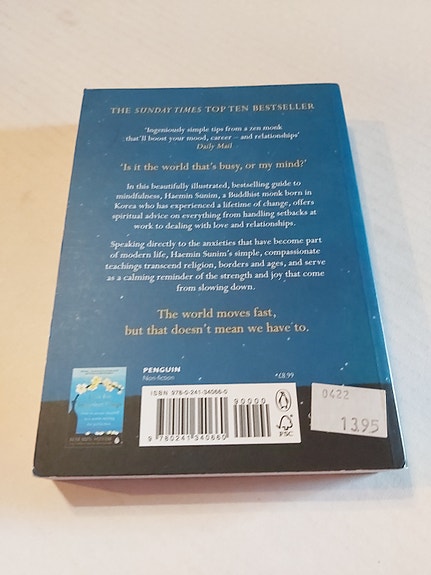 THE SUNDAY TIMES TOP TEN BESTSELLER
'Ingeniously simple tips from a zen monk
that'll boost your mood, career – and relationships'
Daily Mail
'Is it the world that's busy, or my mind?'
In this beautifully illustrated, bestselling guide to
mindfulness, Haemin Sunim, a Buddhist monk born in
Korea who has experienced a lifetime of change, offers
spiritual advice on everything from handling setbacks at
work to dealing with love and relationships.
Speaking directly to the anxieties that have become part
of modern life, Haemin Sunim's simple, compassionate
teachings transcend religion, borders and ages, and serve
as a calming reminder of the strength and joy that come
from slowing down.
The world moves fast,
but that doesn't mean we have to.
PENGUIN
Non-fiction
£8.99
ISBN 978-0-241-34066-0
90000
9 780241 340660
FSC
0422
13.95